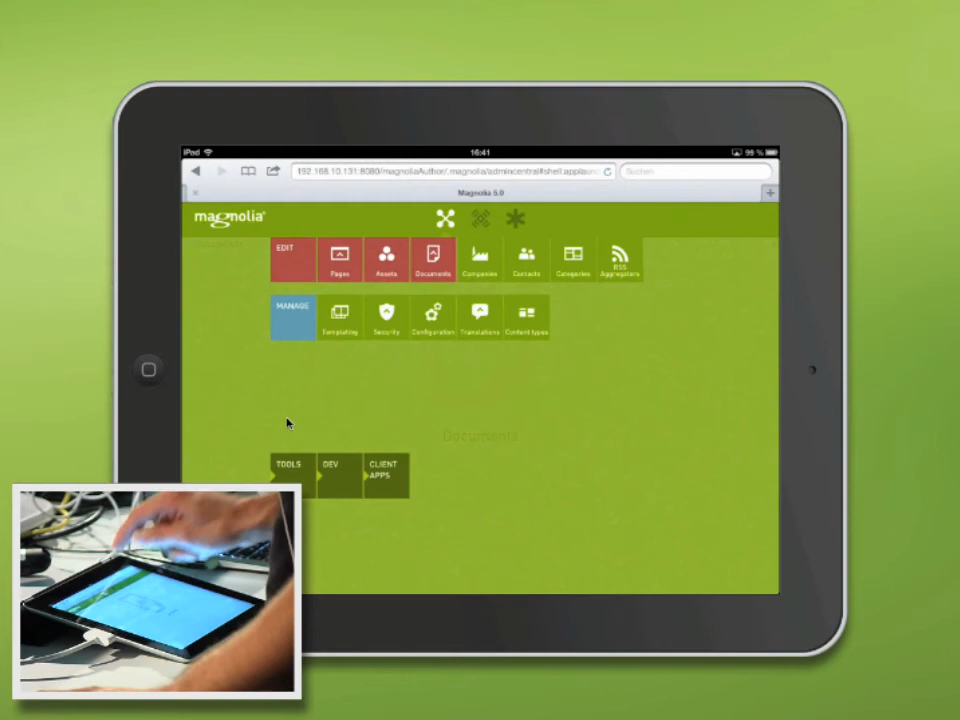 iPod
16:41
99 %
192.168.10.131:8080/magnoliaAuthor/.magnolia/admincentral#shell:applaunc
Suchen
Magnolia 5.0
magnolia
EDIT
Pages
Assets
Documents
Companies
Contacts
Categories
RSS
Aggregators
MANAGE
Templating
Security
Configuration
Translations
Content types
Documents
TOOLS
DEV
CLIENT
APPS